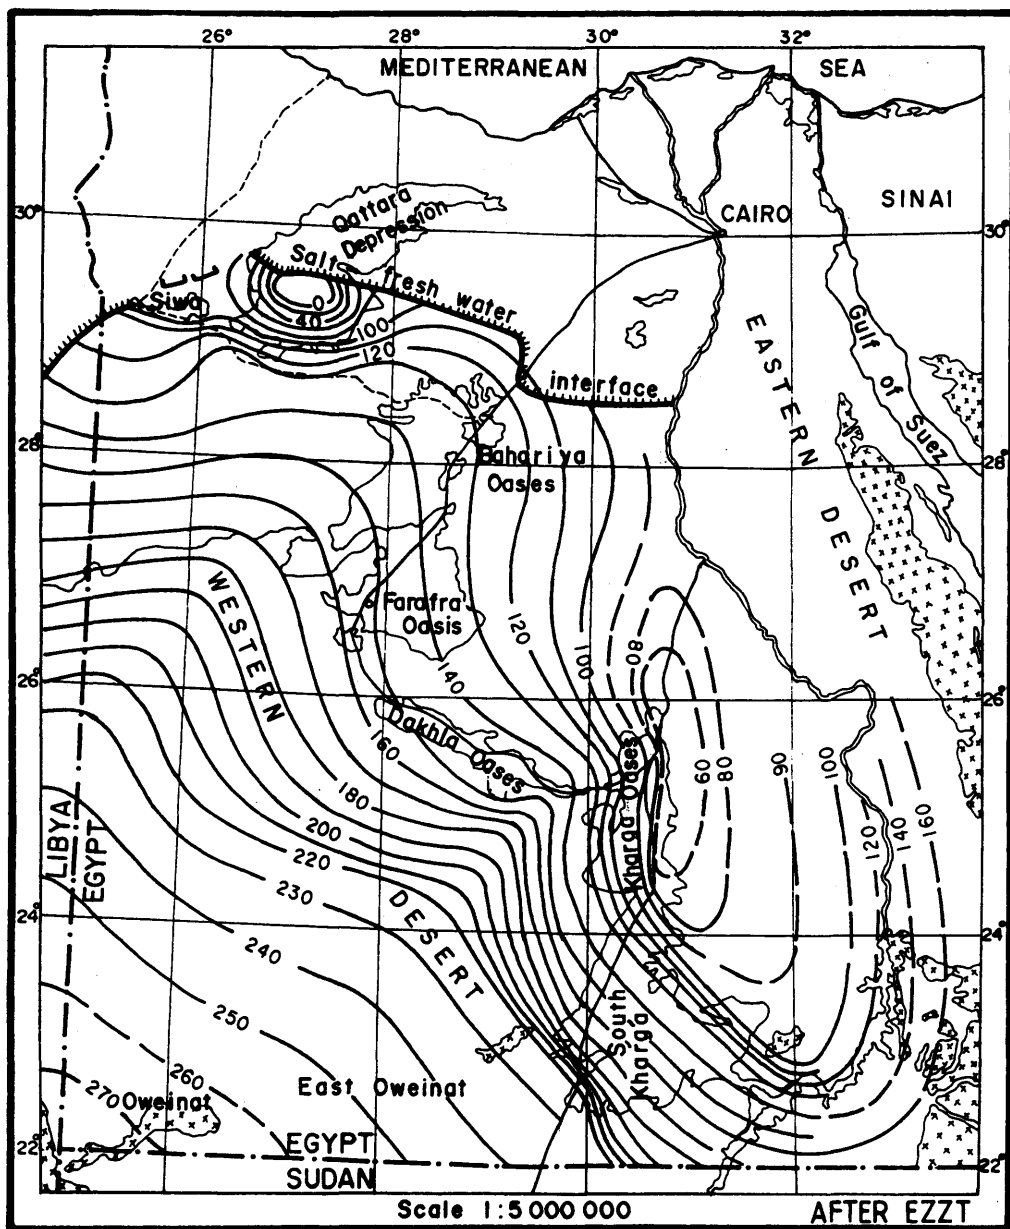 26° 28° 30° 32°
MEDITERRANEAN SEA
30°
Qattara
Depression
CAIRO
SINAI
30°
Salt fresh water
interface
Siwa
0
40
100
120
EASTERN DESERT
Gulf of Suez
28°
Bahariya
Oases
28°
WESTERN
DESERT
Farafra
Oasis
120
100
80
140
26°
26°
Dakhla Oases
160
180
200
220
230
240
250
260
270
Kharga Oases
60
80
90
100
120
140
160
LIBYA
EGYPT
24°
24°
South
Kharga
East Oweinat
Oweinat
22°
EGYPT
SUDAN
22°
Scale 1:5 000 000
AFTER EZZT